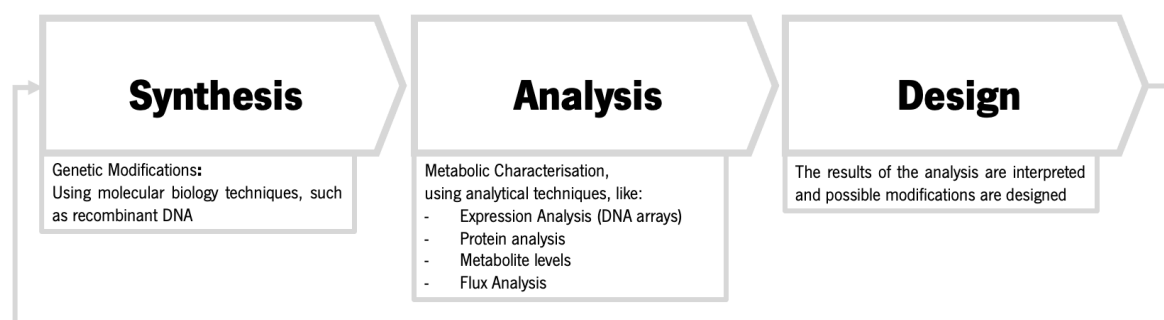 Synthesis
Genetic Modifications:
Using molecular biology techniques, such
as recombinant DNA
Analysis
Metabolic Characterisation,
using analytical techniques, like:
- Expression Analysis (DNA arrays)
- Protein analysis
- Metabolite levels
- Flux Analysis
Design
The results of the analysis are interpreted
and possible modifications are designed